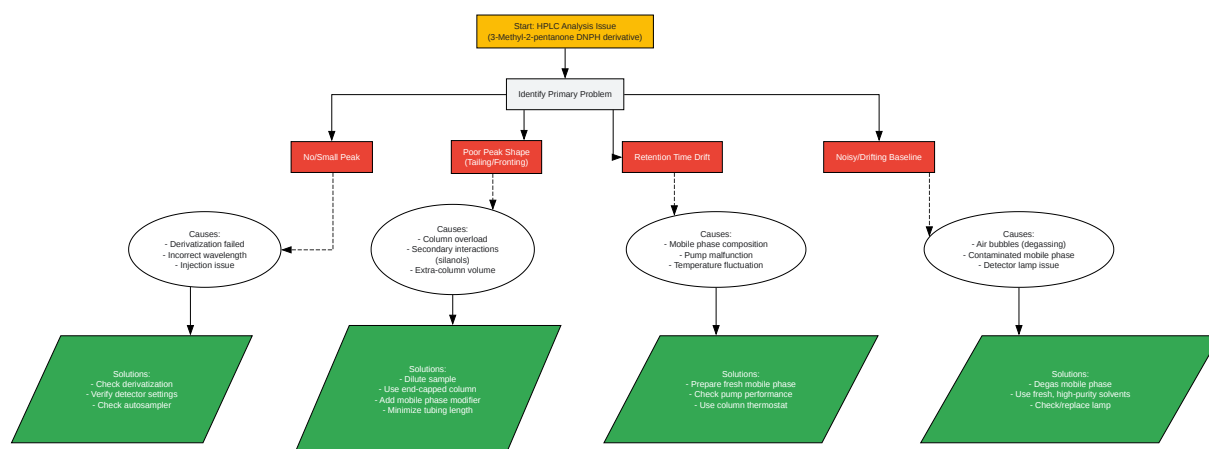 Start: HPLC Analysis Issue
(3-Methyl-2-pentanone DNPH derivative)
Identify Primary Problem
No/Small Peak
Poor Peak Shape
(Tailing/Fronting)
Retention Time Drift
Noisy/Drifting Baseline
Causes:
- Derivatization failed
- Incorrect wavelength
- Injection issue
Causes:
- Column overload
- Secondary interactions
(silanols)
- Extra-column volume
Causes:
- Mobile phase composition
- Pump malfunction
- Temperature fluctuation
Causes:
- Air bubbles (degassing)
- Contaminated mobile phase
- Detector lamp issue
Solutions:
- Check derivatization
- Verify detector settings
- Check autosampler
Solutions:
- Dilute sample
- Use end-capped column
- Add mobile phase modifier
- Minimize tubing length
Solutions:
- Prepare fresh mobile phase
- Check pump performance
- Use column thermostat
Solutions:
- Degas mobile phase
- Use fresh, high-purity solvents
- Check/replace lamp